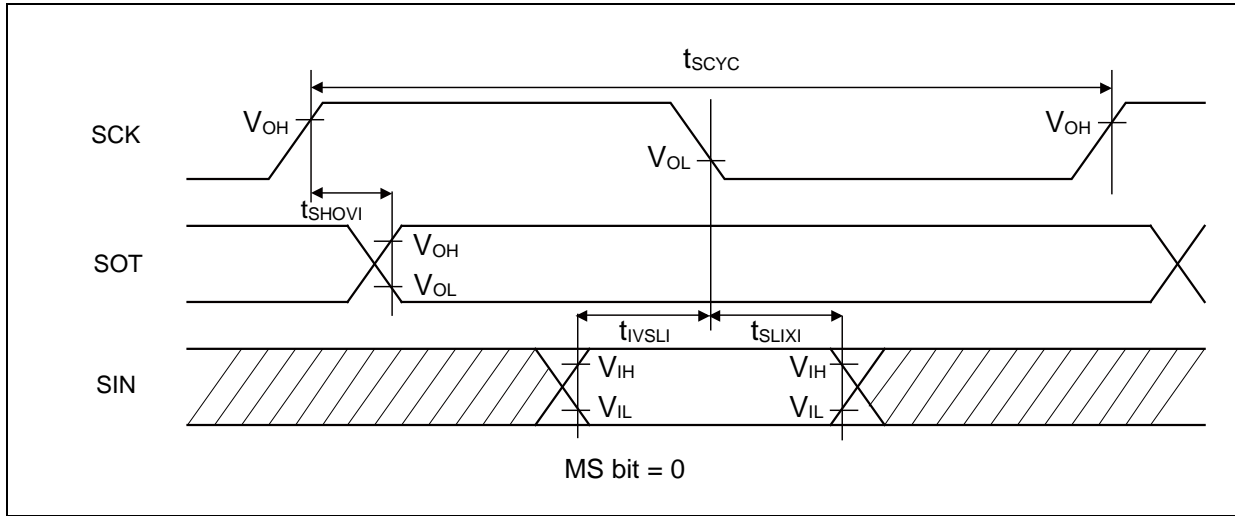 tSCYC
SCK
VOH
VOL
VOH
tSHOVI
SOT
VOH
VOL
tIVSLI
tSLIXI
SIN
VIH
VIH
VIL
VIL
MS bit = 0